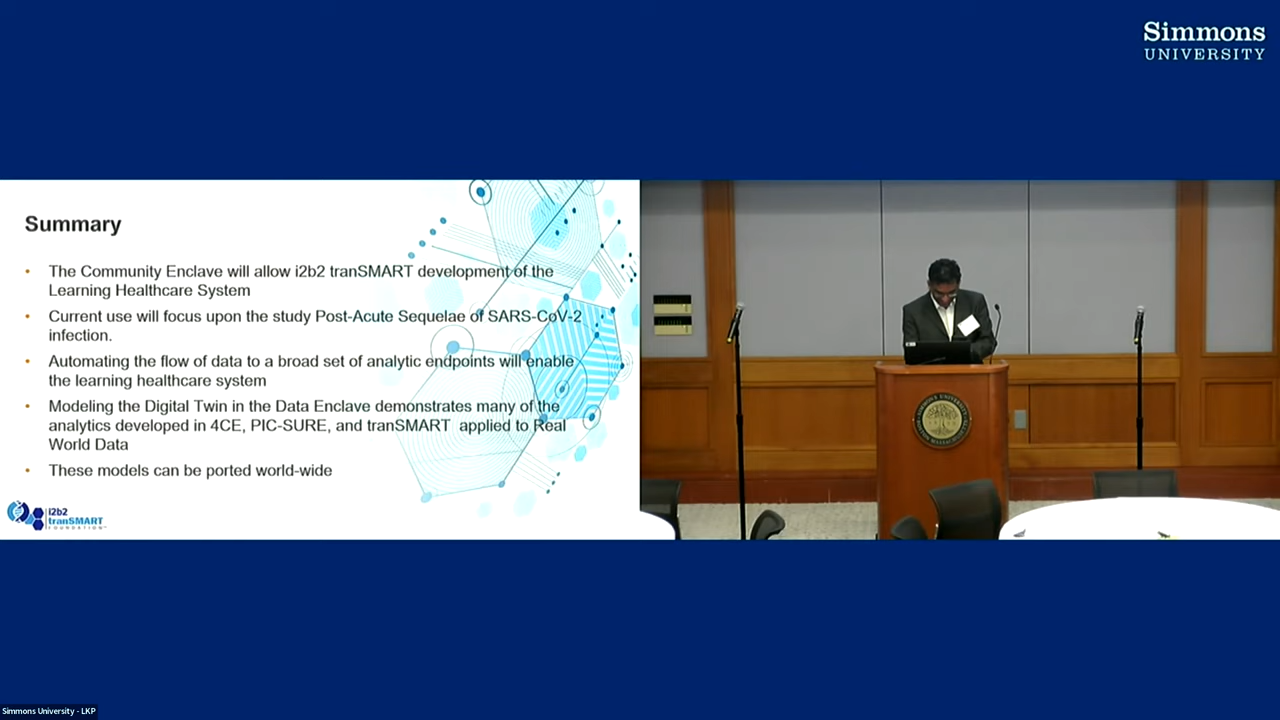 Simmons
UNIVERSITY
Summary
• The Community Enclave will allow i2b2 tranSMART development of the
Learning Healthcare System
• Current use will focus upon the study Post-Acute Sequelae of SARS-CoV-2
infection.
• Automating the flow of data to a broad set of analytic endpoints will enable
the learning healthcare system
• Modeling the Digital Twin in the Data Enclave demonstrates many of the
analytics developed in 4CE, PIC-SURE, and tranSMART applied to Real
World Data
• These models can be ported world-wide
i2b2
tranSMART
FOUNDATION
Simmons University - LKP